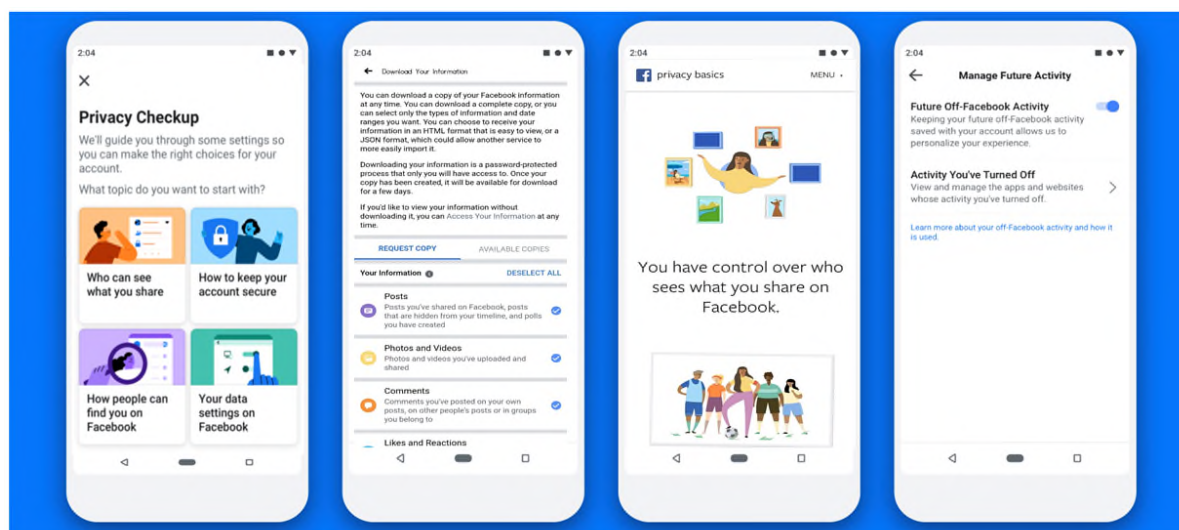 2:04
Privacy Checkup
We'll guide you through some settings so
you can make the right choices for your
account.
What topic do you want to start with?
Who can see
what you share
How to keep your
account secure
How people can
find you on
Facebook
Your data
settings on
Facebook
2:04
Download Your Information
You can download a copy of your Facebook information
at any time. You can download a complete copy, or you
can select only the types of information and date
ranges you want. You can choose to receive your
information in an HTML format that is easy to view, or a
JSON format, which could allow another service to
more easily import it.
Downloading your information is a password-protected
process that only you will have access to. Once your
copy has been created, it will be available for download
for a few days.
If you'd like to view your information without
downloading it, you can Access Your Information at any
time.
REQUEST COPY
AVAILABLE COPIES
Your Information
DESELECT ALL
Posts
Posts you've shared on Facebook, posts
that are hidden from your timeline, and polls
you have created
Photos and Videos
Photos and videos you've uploaded and
shared
Comments
Comments you've posted on your own
posts, on other people's posts or in groups
you belong to
Likes and Reactions
2:04
privacy basics
MENU
You have control over who
sees what you share on
Facebook.
2:04
Manage Future Activity
Future Off-Facebook Activity
Keeping your future off-Facebook activity
saved with your account allows us to
personalize your experience.
Activity You've Turned Off
View and manage the apps and websites
whose activity you've turned off.
Learn more about your off-Facebook activity and how it
is used.